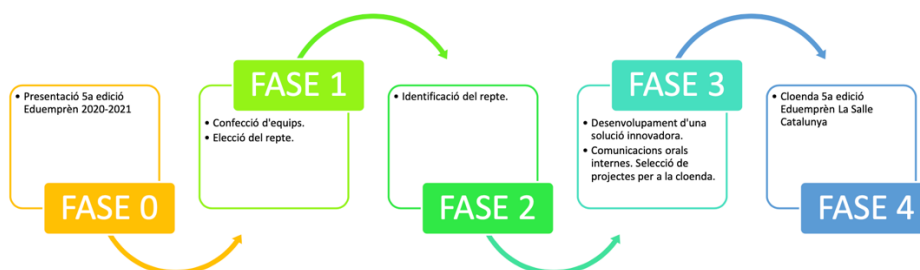 • Presentació 5a edició
Eduemprèn 2020-2021
FASE 0
FASE 1
• Confecció d'equips.
• Elecció del repte.
• Identificació del repte.
FASE 2
FASE 3
• Desenvolupament d'una
solució innovadora.
• Comunicacions orals
internes. Selecció de
projectes per a la cloenda.
• Cloenda 5a edició
Eduemprèn La Salle
Catalunya
FASE 4